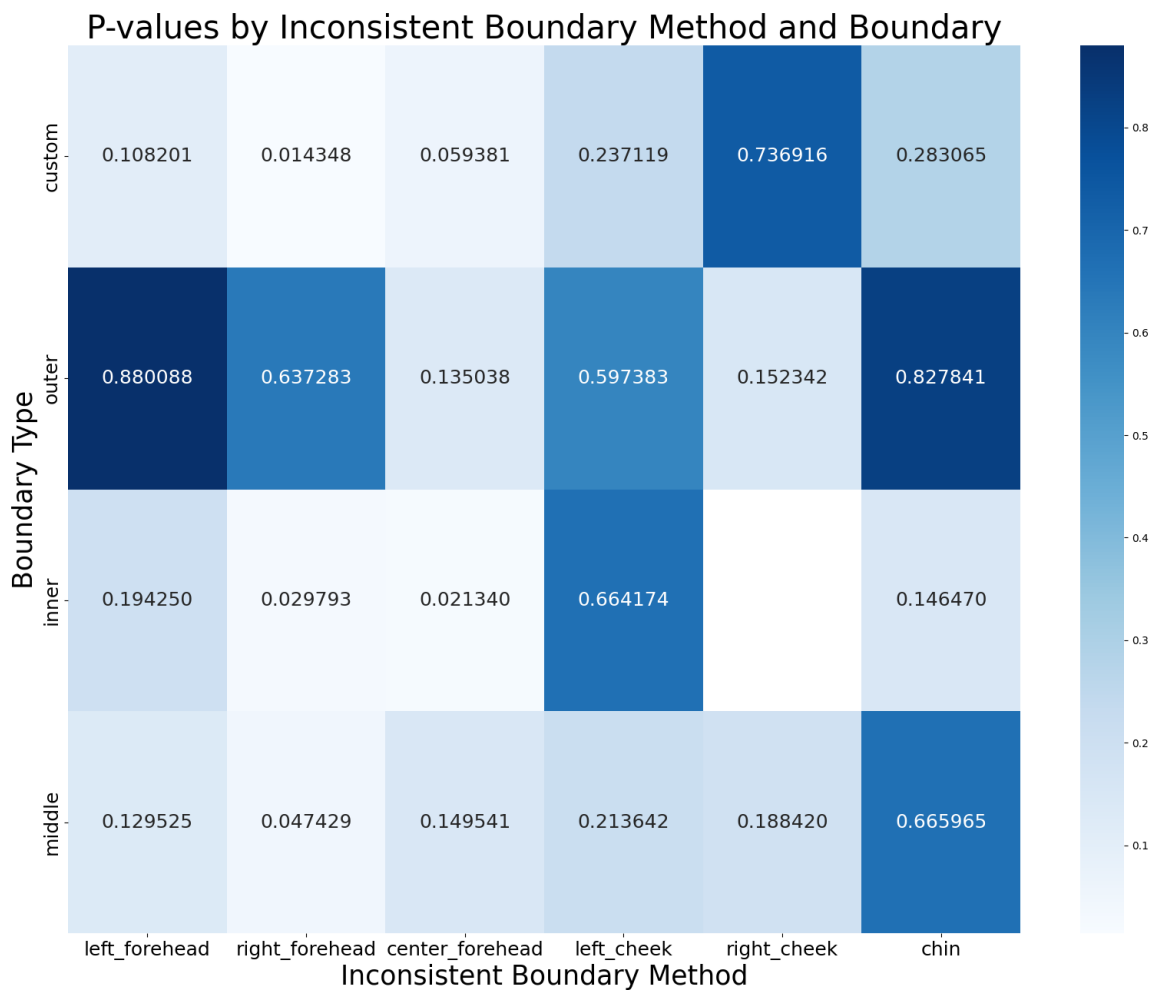 P-values by Inconsistent Boundary Method and Boundary
Boundary Type
custom
0.108201 0.014348 0.059381 0.237119 0.736916 0.283065
outer
0.880088 0.637283 0.135038 0.597383 0.152342 0.827841
inner
0.194250 0.029793 0.021340 0.664174 0.146470
middle
0.129525 0.047429 0.149541 0.213642 0.188420 0.665965
left_forehead right_forehead center_forehead left_cheek right_cheek chin
Inconsistent Boundary Method
0.8
0.7
0.6
0.5
0.4
0.3
0.2
0.1